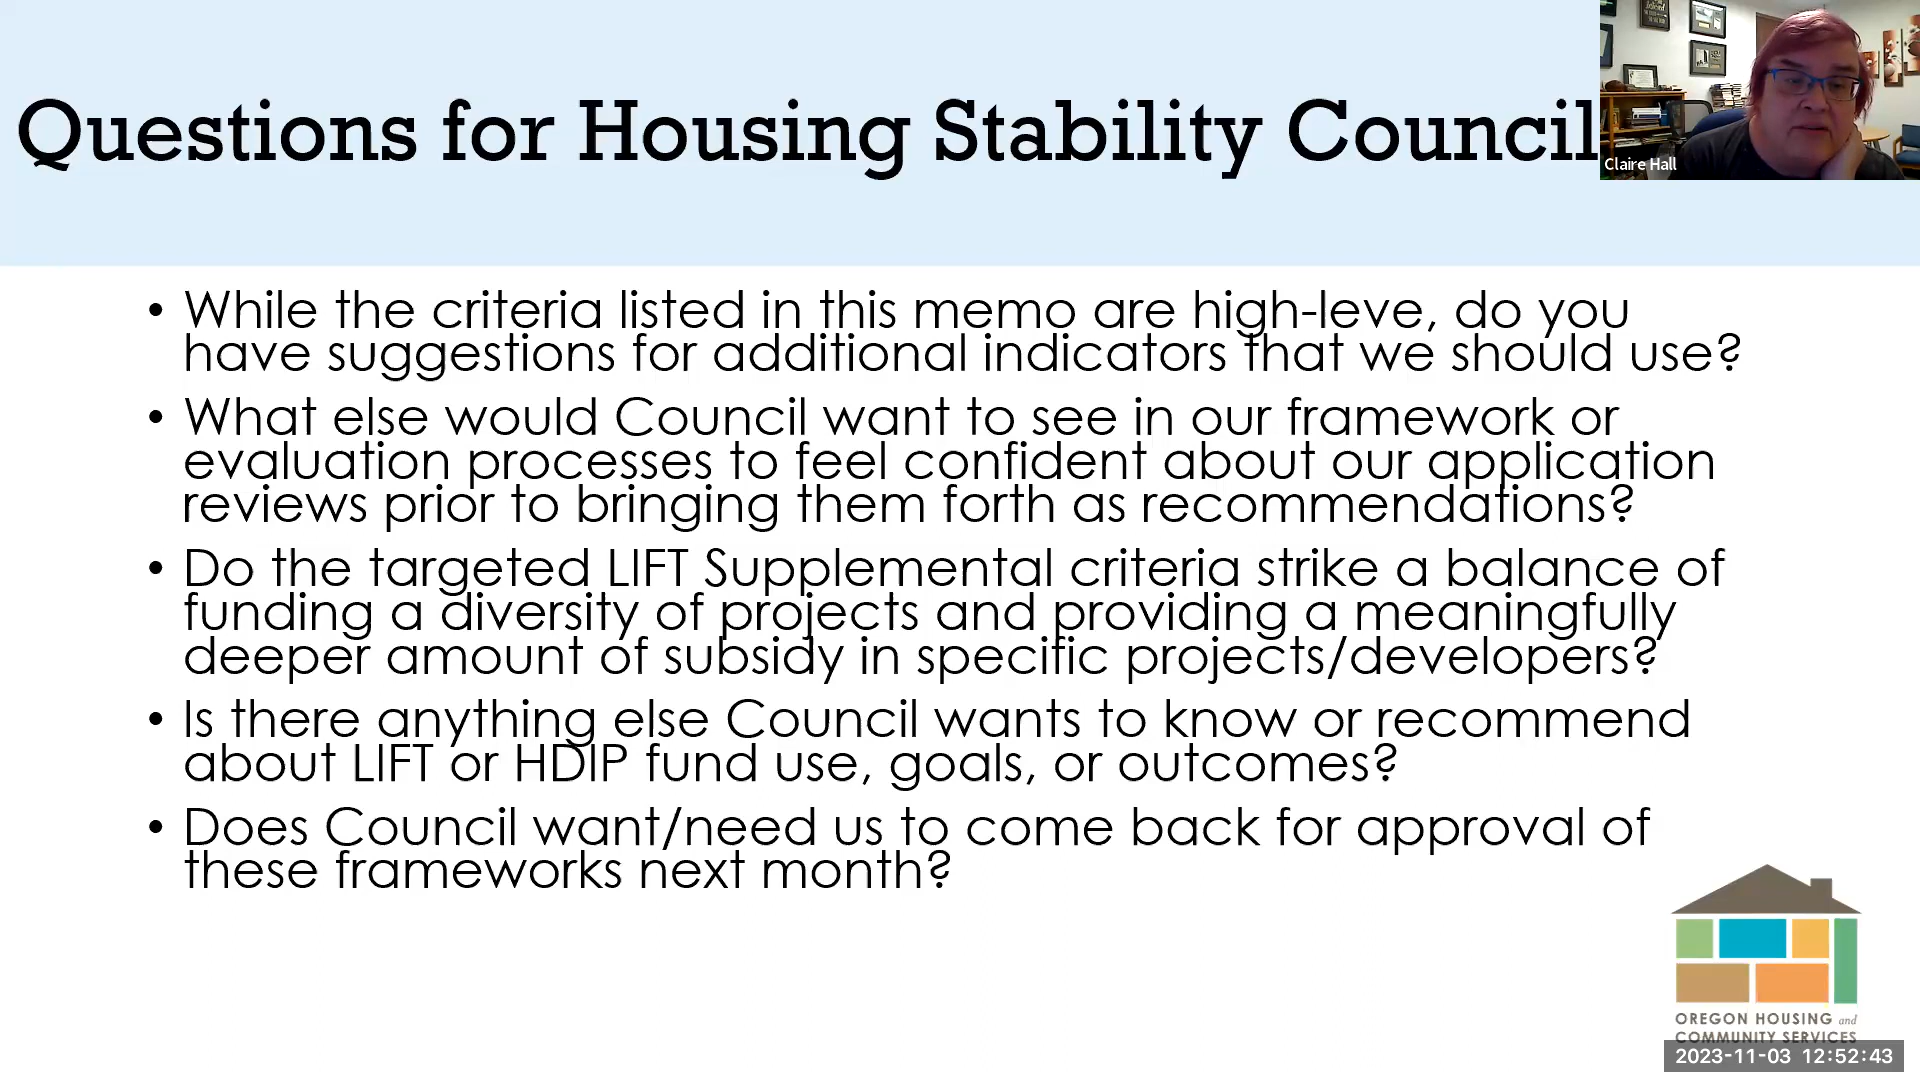 Questions for Housing Stability Council
Claire Hall
• While the criteria listed in this memo are high-leve, do you
have suggestions for additional indicators that we should use?
• What else would Council want to see in our framework or
evaluation processes to feel confident about our application
reviews prior to bringing them forth as recommendations?
• Do the targeted LIFT Supplemental criteria strike a balance of
funding a diversity of projects and providing a meaningfully
deeper amount of subsidy in specific projects/developers?
• Is there anything else Council wants to know or recommend
about LIFT or HDIP fund use, goals, or outcomes?
• Does Council want/need us to come back for approval of
these frameworks next month?
OREGON HOUSING and
COMMUNITY SERVICES
2023-11-03 12:52:43